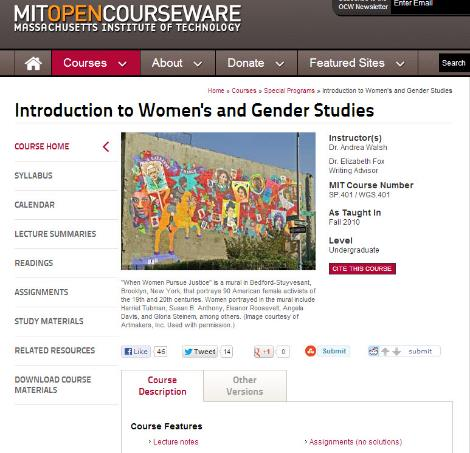 Subscribe to the
OCW Newsletter
Enter Email
MITOPENCOURSEWARE
MASSACHUSETTS INSTITUTE OF TECHNOLOGY
Courses About Donate Featured Sites Search
Home » Courses » Special Programs » Introduction to Women's and Gender Studies
Introduction to Women's and Gender Studies
COURSE HOME
SYLLABUS
CALENDAR
LECTURE SUMMARIES
READINGS
ASSIGNMENTS
STUDY MATERIALS
RELATED RESOURCES
DOWNLOAD COURSE
MATERIALS
"When Women Pursue Justice" is a mural in Bedford-Stuyvesant,
Brooklyn, New York, that portrays 90 American female activists of
the 19th and 20th centuries. Women portrayed in the mural include
Harriet Tubman, Susan B. Anthony, Eleanor Roosevelt, Angela
Davis, and Gloria Steinem, among others. (Image courtesy of
Artmakers, Inc. Used with permission.)
Instructor(s)
Dr. Andrea Walsh
Dr. Elizabeth Fox
Writing Advisor
MIT Course Number
SP.401 / WGS.401
As Taught In
Fall 2010
Level
Undergraduate
CITE THIS COURSE
Like 45 Tweet 14 +1 0 Submit submit
Course
Description
Other
Versions
Course Features
Lecture notes
Assignments (no solutions)